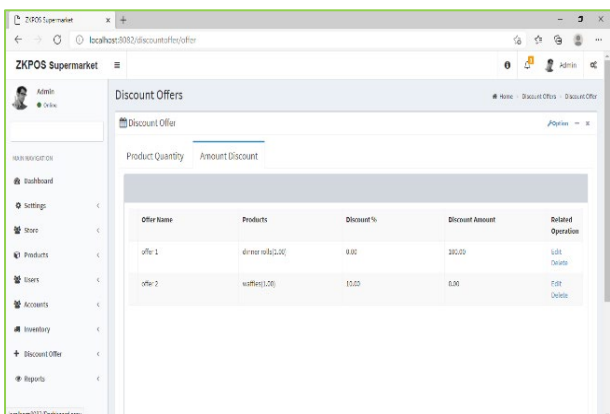 ZKPOS Supermarket
localhost:8082/discountoffer/offer
ZKPOS Supermarket
Admin
Admin
Online
Discount Offers
Home
Discount Offers
Discount Offer
Discount Offer
Option
MAIN NAVIGATION
Product Quantity
Amount Discount
Dashboard
Settings
Store
Products
Users
Accounts
Inventory
Discount Offer
Reports
Offer Name Products Discount % Discount Amount Related Operation
offer 1 dinner rolls(1.00) 0.00 Edit
Delete
offer 2 waffles(1.00) 10.00 0.00 Edit
Delete